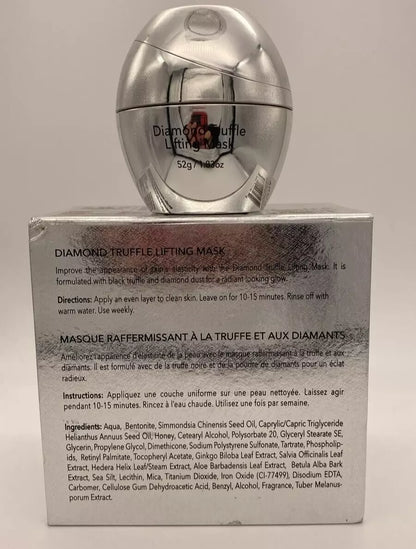 Diamond Truffle
Lifting Mask
52g / 1.83oz
DIAMOND TRUFFLE LIFTING MASK
Improve the appearance of skin's elasticity with the Diamond Truffle Lifting Mask. It is
formulated with black truffle and diamond dust for a radiant looking glow.
Directions: Apply an even layer to clean skin. Leave on for 10-15 minutes. Rinse off with
warm water. Use weekly.
MASQUE RAFFERMISSANT À LA TRUFFE ET AUX DIAMANTS
Améliorez l'apparence d'élasticité de la peau avec le masque raffermissant à la truffe et aux
diamants. Il est formulé avec de la truffe noire et de la poudre de diamants pour un éclat
radieux.
Instructions: Appliquez une couche uniforme sur une peau nettoyée. Laissez agir
pendant 10-15 minutes. Rincez à l'eau chaude. Utilisez une fois par semaine.
Ingredients: Aqua, Bentonite, Simmondsia Chinensis Seed Oil, Caprylic/Capric Triglyceride
Helianthus Annuus Seed Oil, Honey, Cetearyl Alcohol, Polysorbate 20, Glyceryl Stearate SE,
Glycerin, Propylene Glycol, Dimethicone, Sodium Polystyrene Sulfonate, Tartrate, Phospholip-
ids, Retinyl Palmitate, Tocopheryl Acetate, Ginkgo Biloba Leaf Extract, Salvia Officinalis Leaf
Extract, Hedera Helix Leaf/Steam Extract, Aloe Barbadensis Leaf Extract, Betula Alba Bark
Extract, Sea Silt, Lecithin, Mica, Titanium Dioxide, Iron Oxide (CI-77499), Disodium EDTA,
Carbomer, Cellulose Gum Dehydroacetic Acid, Benzyl Alcohol, Fragrance, Tuber Melanos-
porum Extract.